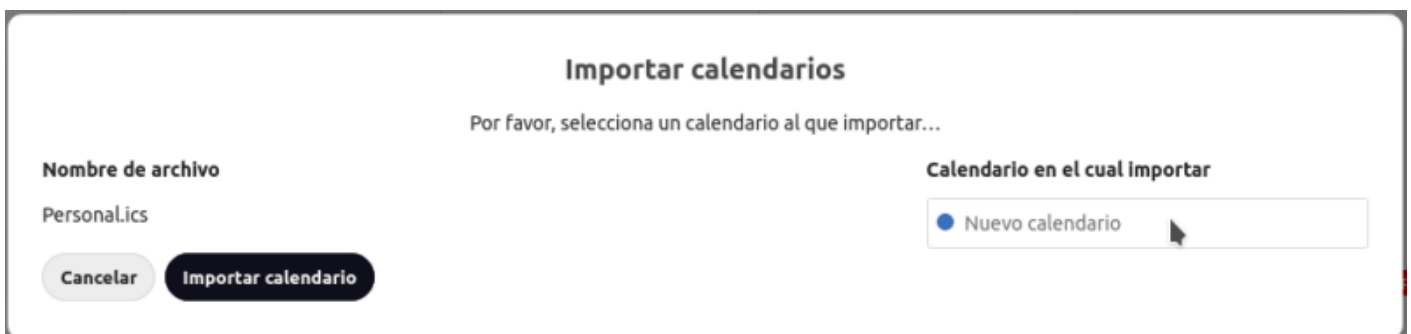 Importar calendarios
Por favor, selecciona un calendario al que importar…
Nombre de archivo
Calendario en el cual importar
Personal.ics
Nuevo calendario
Cancelar
Importar calendario